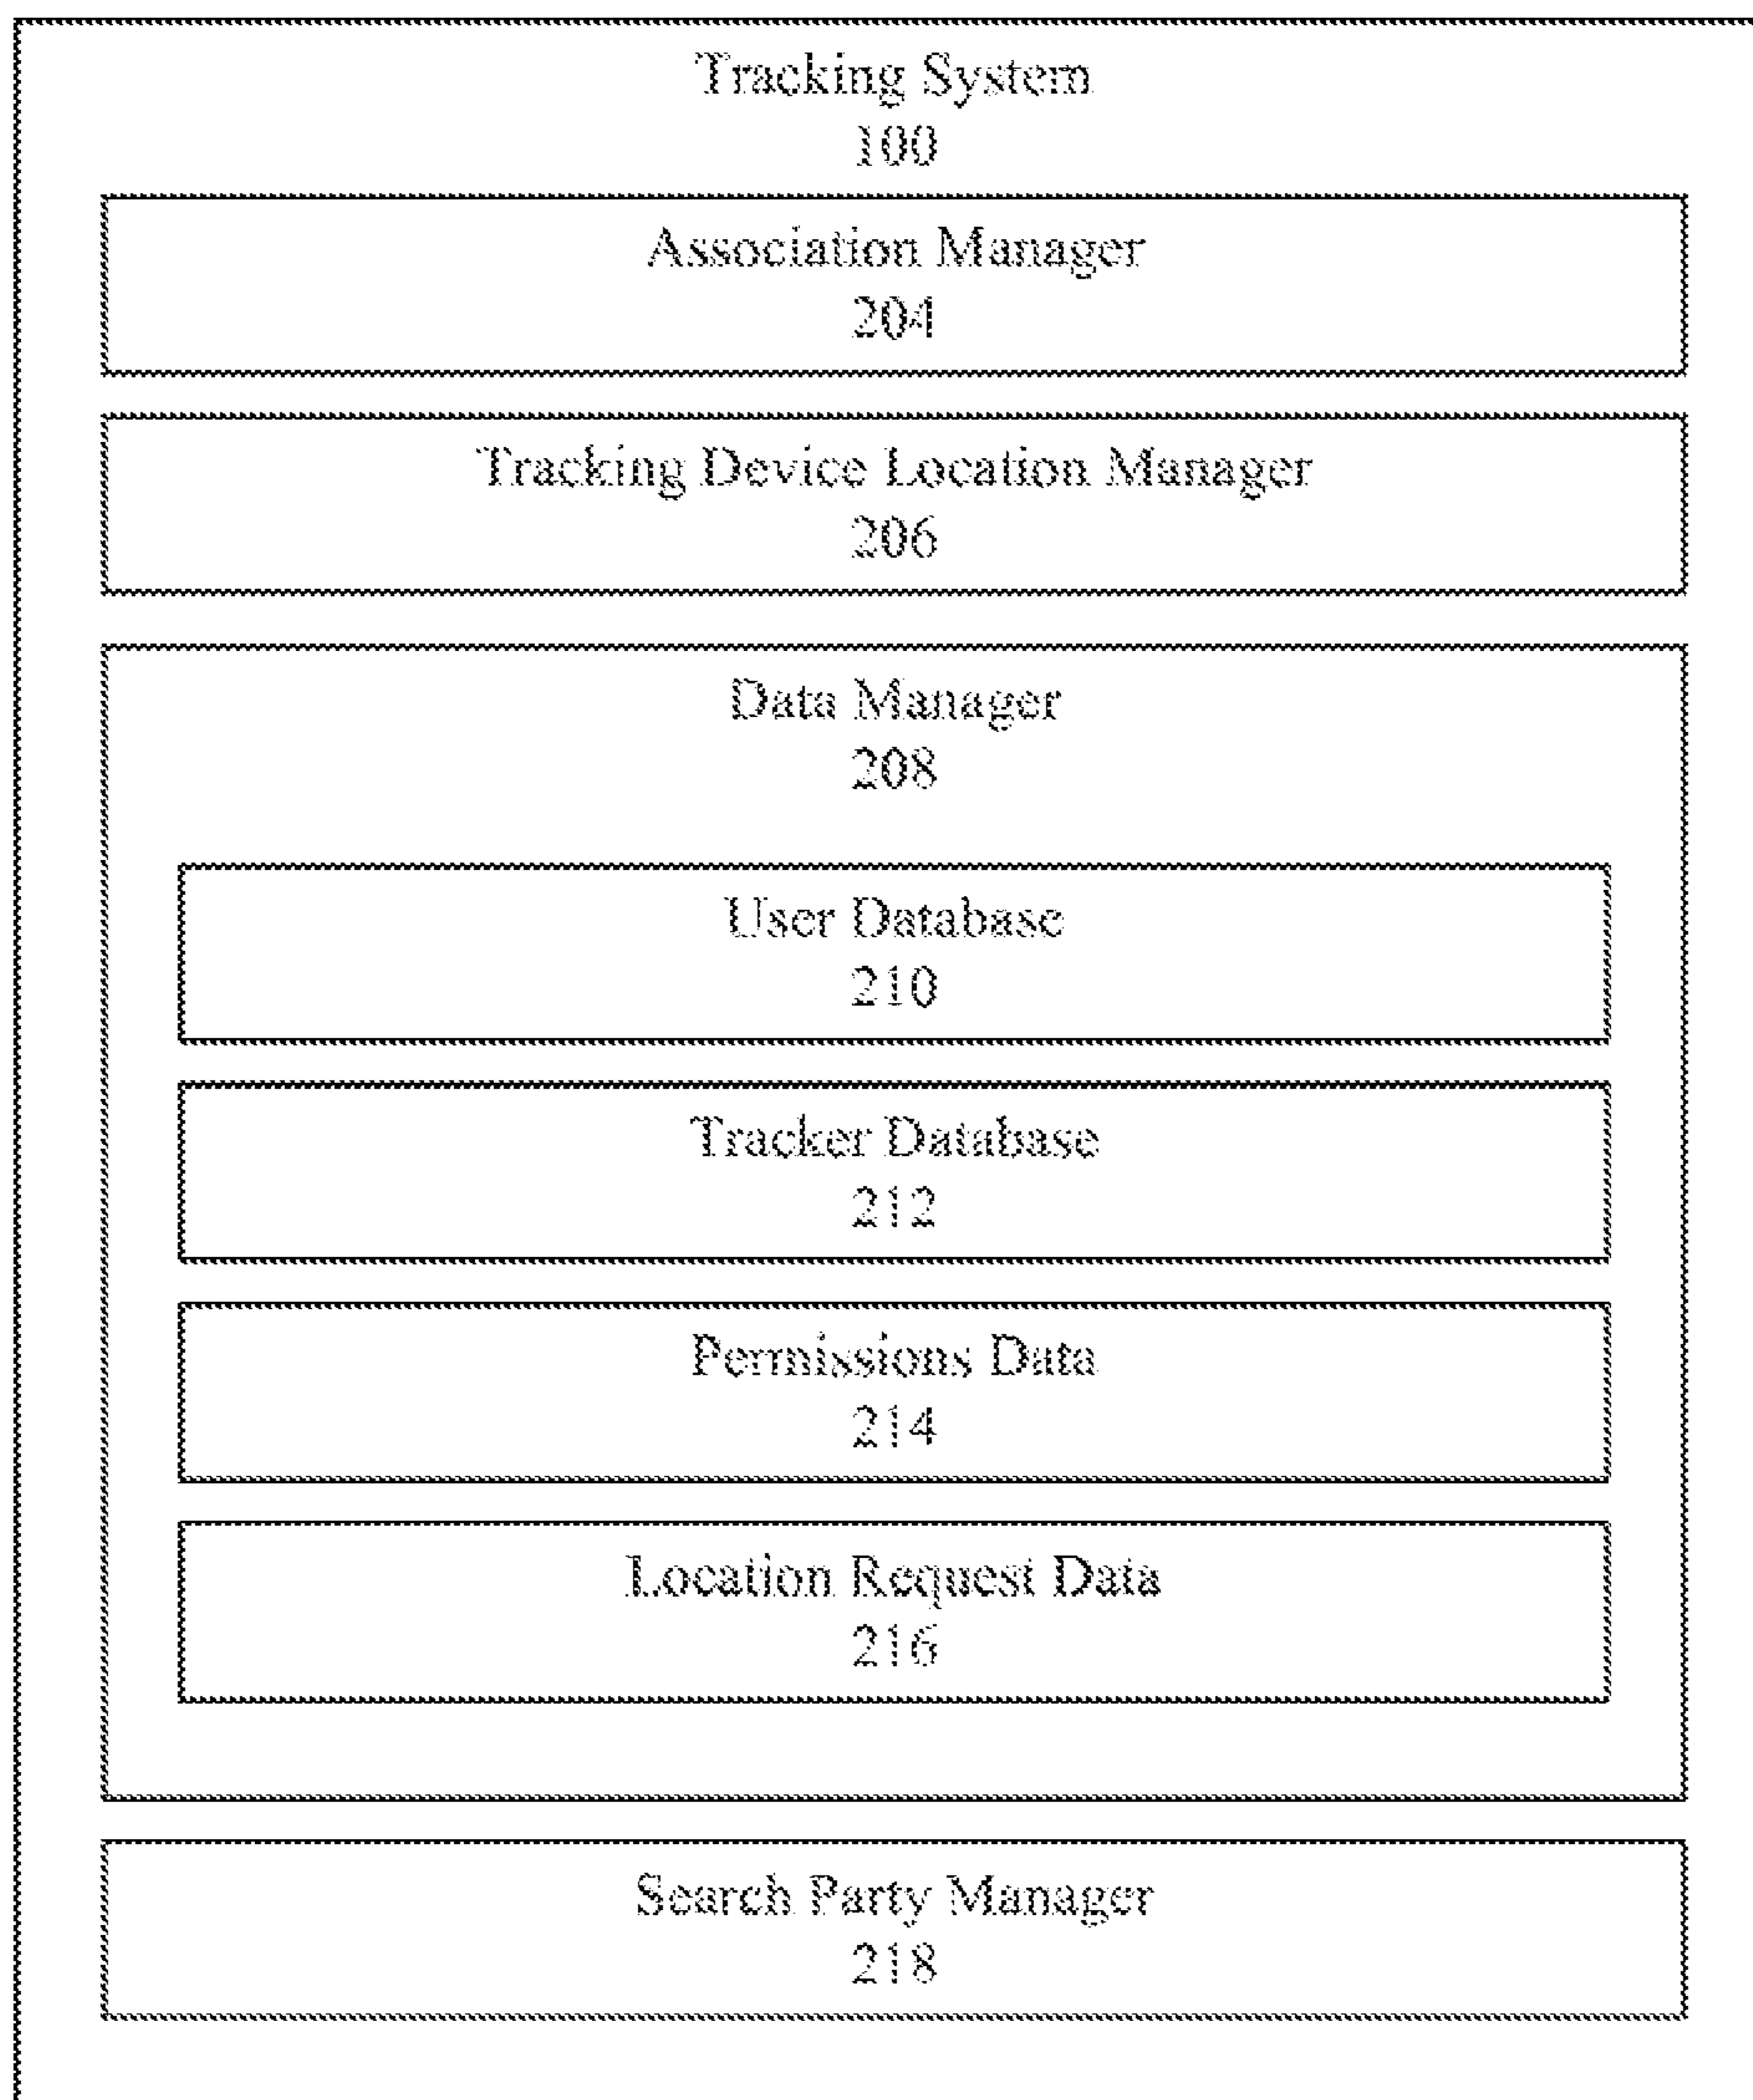 Tracking System
100
Association Manager
204
Tracking Device Location Manager
206
Data Manager
208
User Database
210
Tracker Database
212
Permissions Data
214
Location Request Data
216
Search Party Manager
218